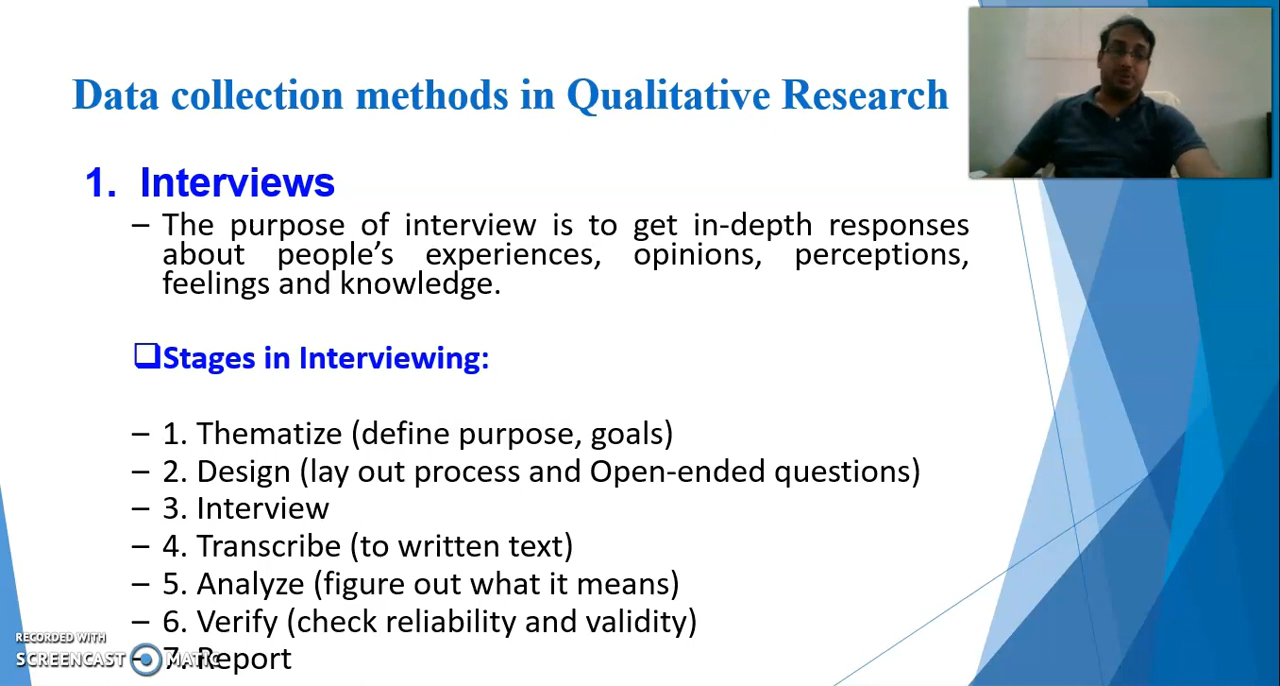 Data collection methods in Qualitative Research
1. Interviews
– The purpose of interview is to get in-depth responses
about people’s experiences, opinions, perceptions,
feelings and knowledge.
❑Stages in Interviewing:
– 1. Thematize (define purpose, goals)
– 2. Design (lay out process and Open-ended questions)
– 3. Interview
– 4. Transcribe (to written text)
– 5. Analyze (figure out what it means)
– 6. Verify (check reliability and validity)
– 7. Report
RECORDED WITH
SCREENCAST MATIC